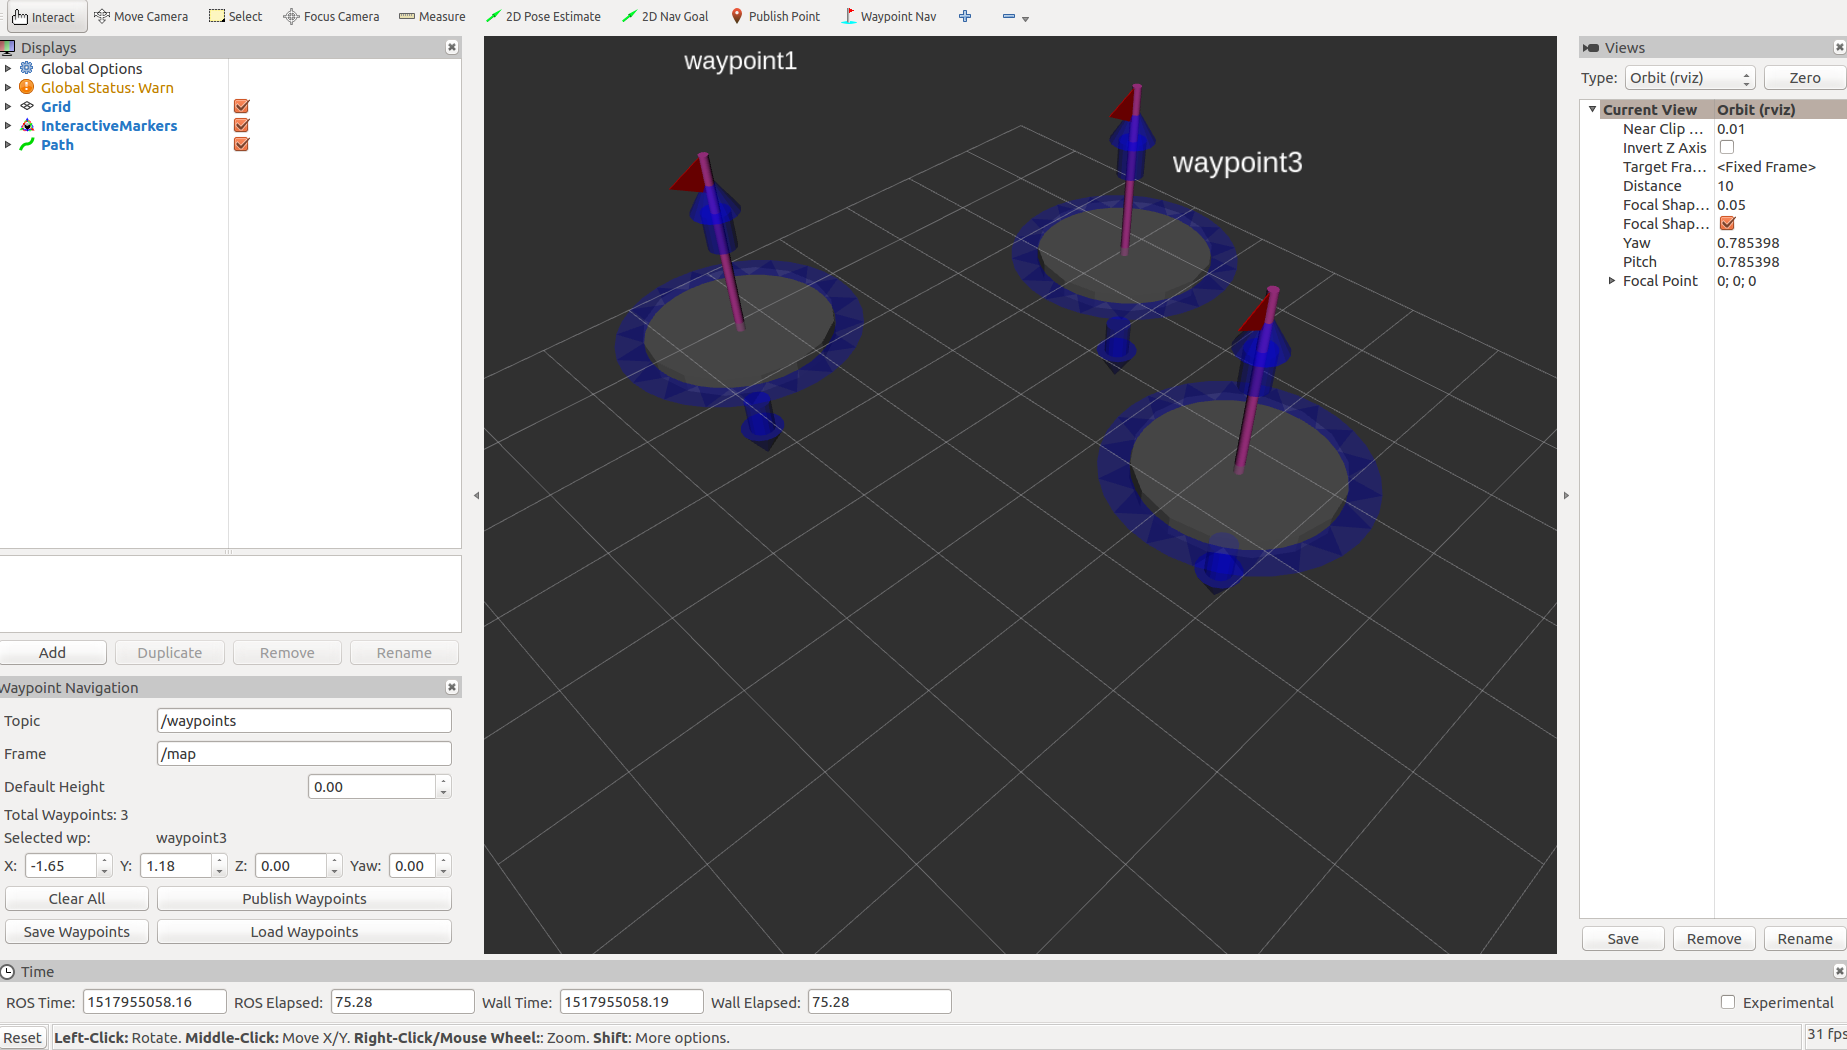 Interact Move Camera Select Focus Camera Measure 2D Pose Estimate 2D Nav Goal Publish Point Waypoint Nav
Displays
Global Options
Global Status: Warn
Grid
InteractiveMarkers
Path
Add Duplicate Remove Rename
Waypoint Navigation
Topic /waypoints
Frame /map
Default Height 0.00
Total Waypoints: 3
Selected wp: waypoint3
X: -1.65 Y: 1.18 Z: 0.00 Yaw: 0.00
Clear All Publish Waypoints
Save Waypoints Load Waypoints
waypoint1
waypoint3
Views
Type: Orbit (rviz) Zero
Current View Orbit (rviz)
Near Clip ... 0.01
Invert Z Axis
Target Fra... <Fixed Frame>
Distance 10
Focal Shap... 0.05
Focal Shap...
Yaw 0.785398
Pitch 0.785398
Focal Point 0; 0; 0
Save Remove Rename
Time
ROS Time: 1517955058.16 ROS Elapsed: 75.28 Wall Time: 1517955058.19 Wall Elapsed: 75.28 Experimental
Reset Left-Click: Rotate. Middle-Click: Move X/Y. Right-Click/Mouse Wheel:: Zoom. Shift: More options. 31 fps